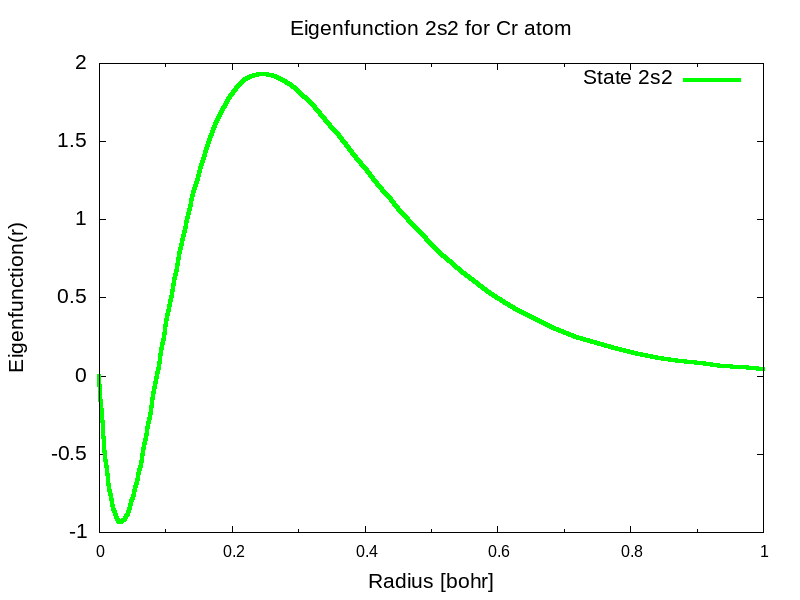 Eigenfunction 2s2 for Cr atom
State 2s2
Eigenfunction(r)
2
1.5
1
0.5
0
-0.5
-1
0 0.2 0.4 0.6 0.8 1
Radius [bohr]